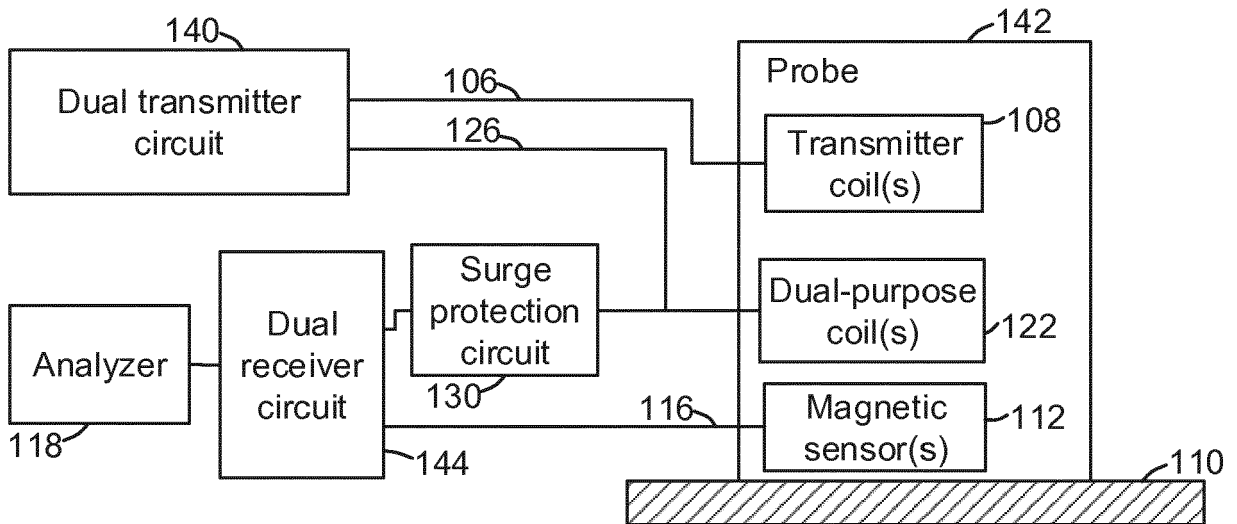 140
Dual transmitter
circuit
106
126
142
Probe
108
Transmitter
coil(s)
Surge
protection
circuit
130
Dual-purpose
coil(s)
122
Analyzer
118
Dual
receiver
circuit
144
116
Magnetic
sensor(s)
112
110